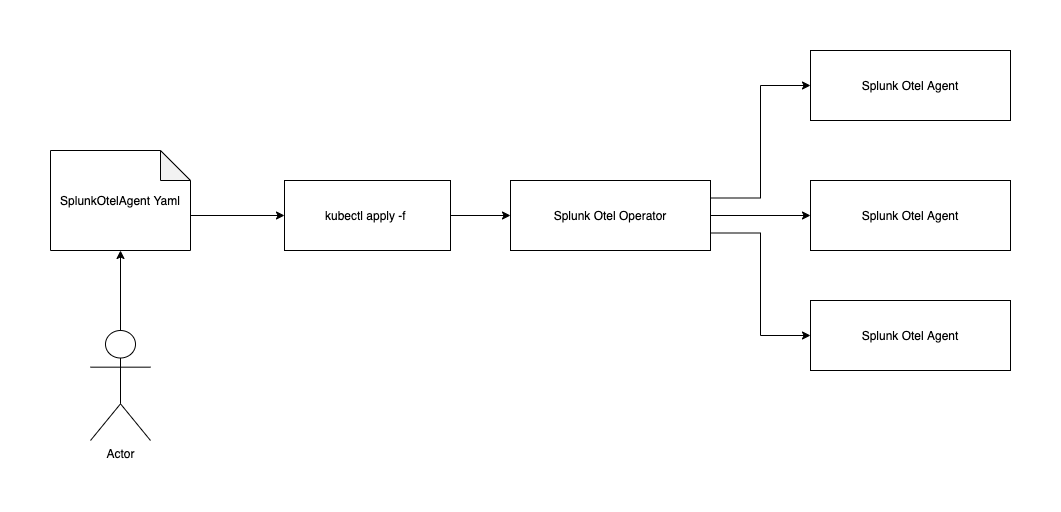 Splunk Otel Agent
SplunkOtelAgent Yaml
kubectl apply -f
Splunk Otel Operator
Splunk Otel Agent
Splunk Otel Agent
Actor